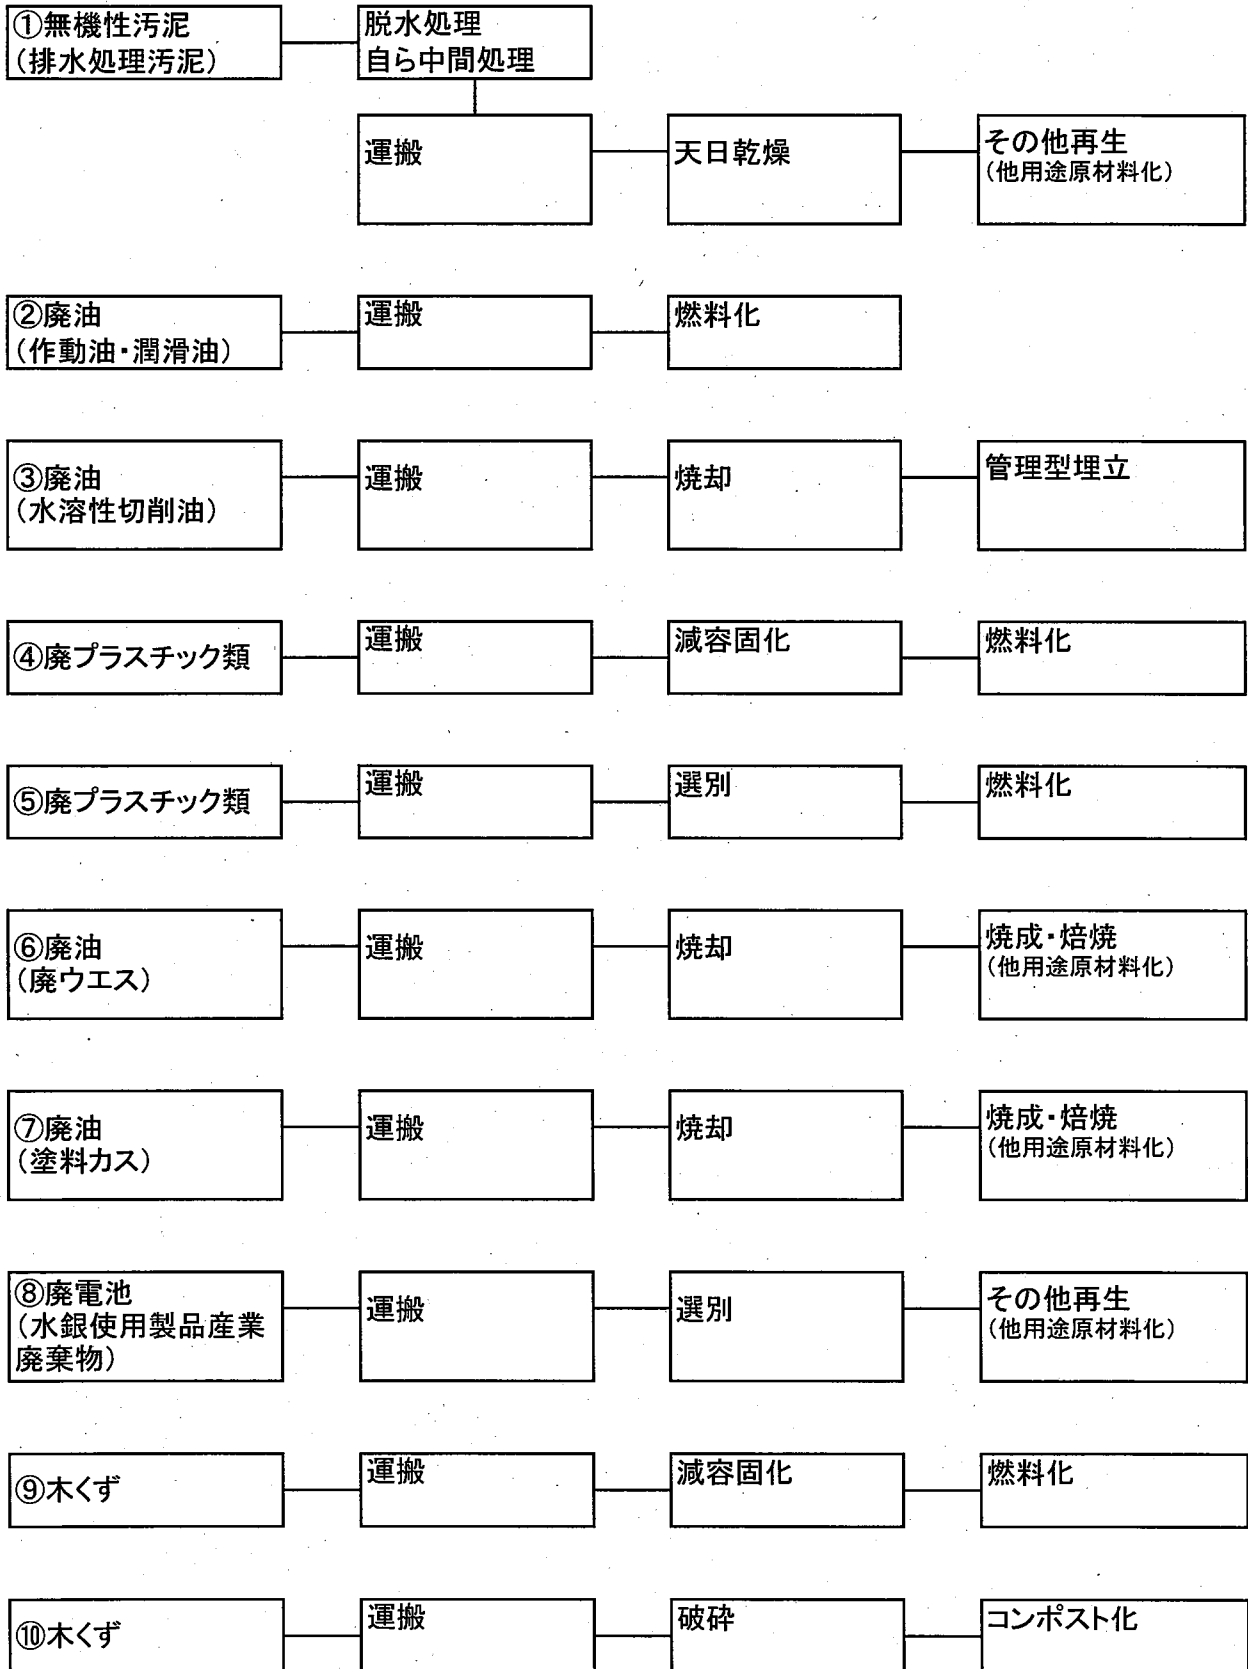 ①無機性汚泥
(排水処理汚泥)
脱水処理
自ら中間処理
運搬
天日乾燥
その他再生
(他用途原材料化)
②廃油
(作動油・潤滑油)
運搬
燃料化
③廃油
(水溶性切削油)
運搬
焼却
管理型埋立
④廃プラスチック類
運搬
減容固化
燃料化
⑤廃プラスチック類
運搬
選別
燃料化
⑥廃油
(廃ウエス)
運搬
焼却
焼成・焙焼
(他用途原材料化)
⑦廃油
(塗料カス)
運搬
焼却
焼成・焙焼
(他用途原材料化)
⑧廃電池
(水銀使用製品産業
廃棄物)
運搬
選別
その他再生
(他用途原材料化)
⑨木くず
運搬
減容固化
燃料化
⑩木くず
運搬
破砕
コンポスト化